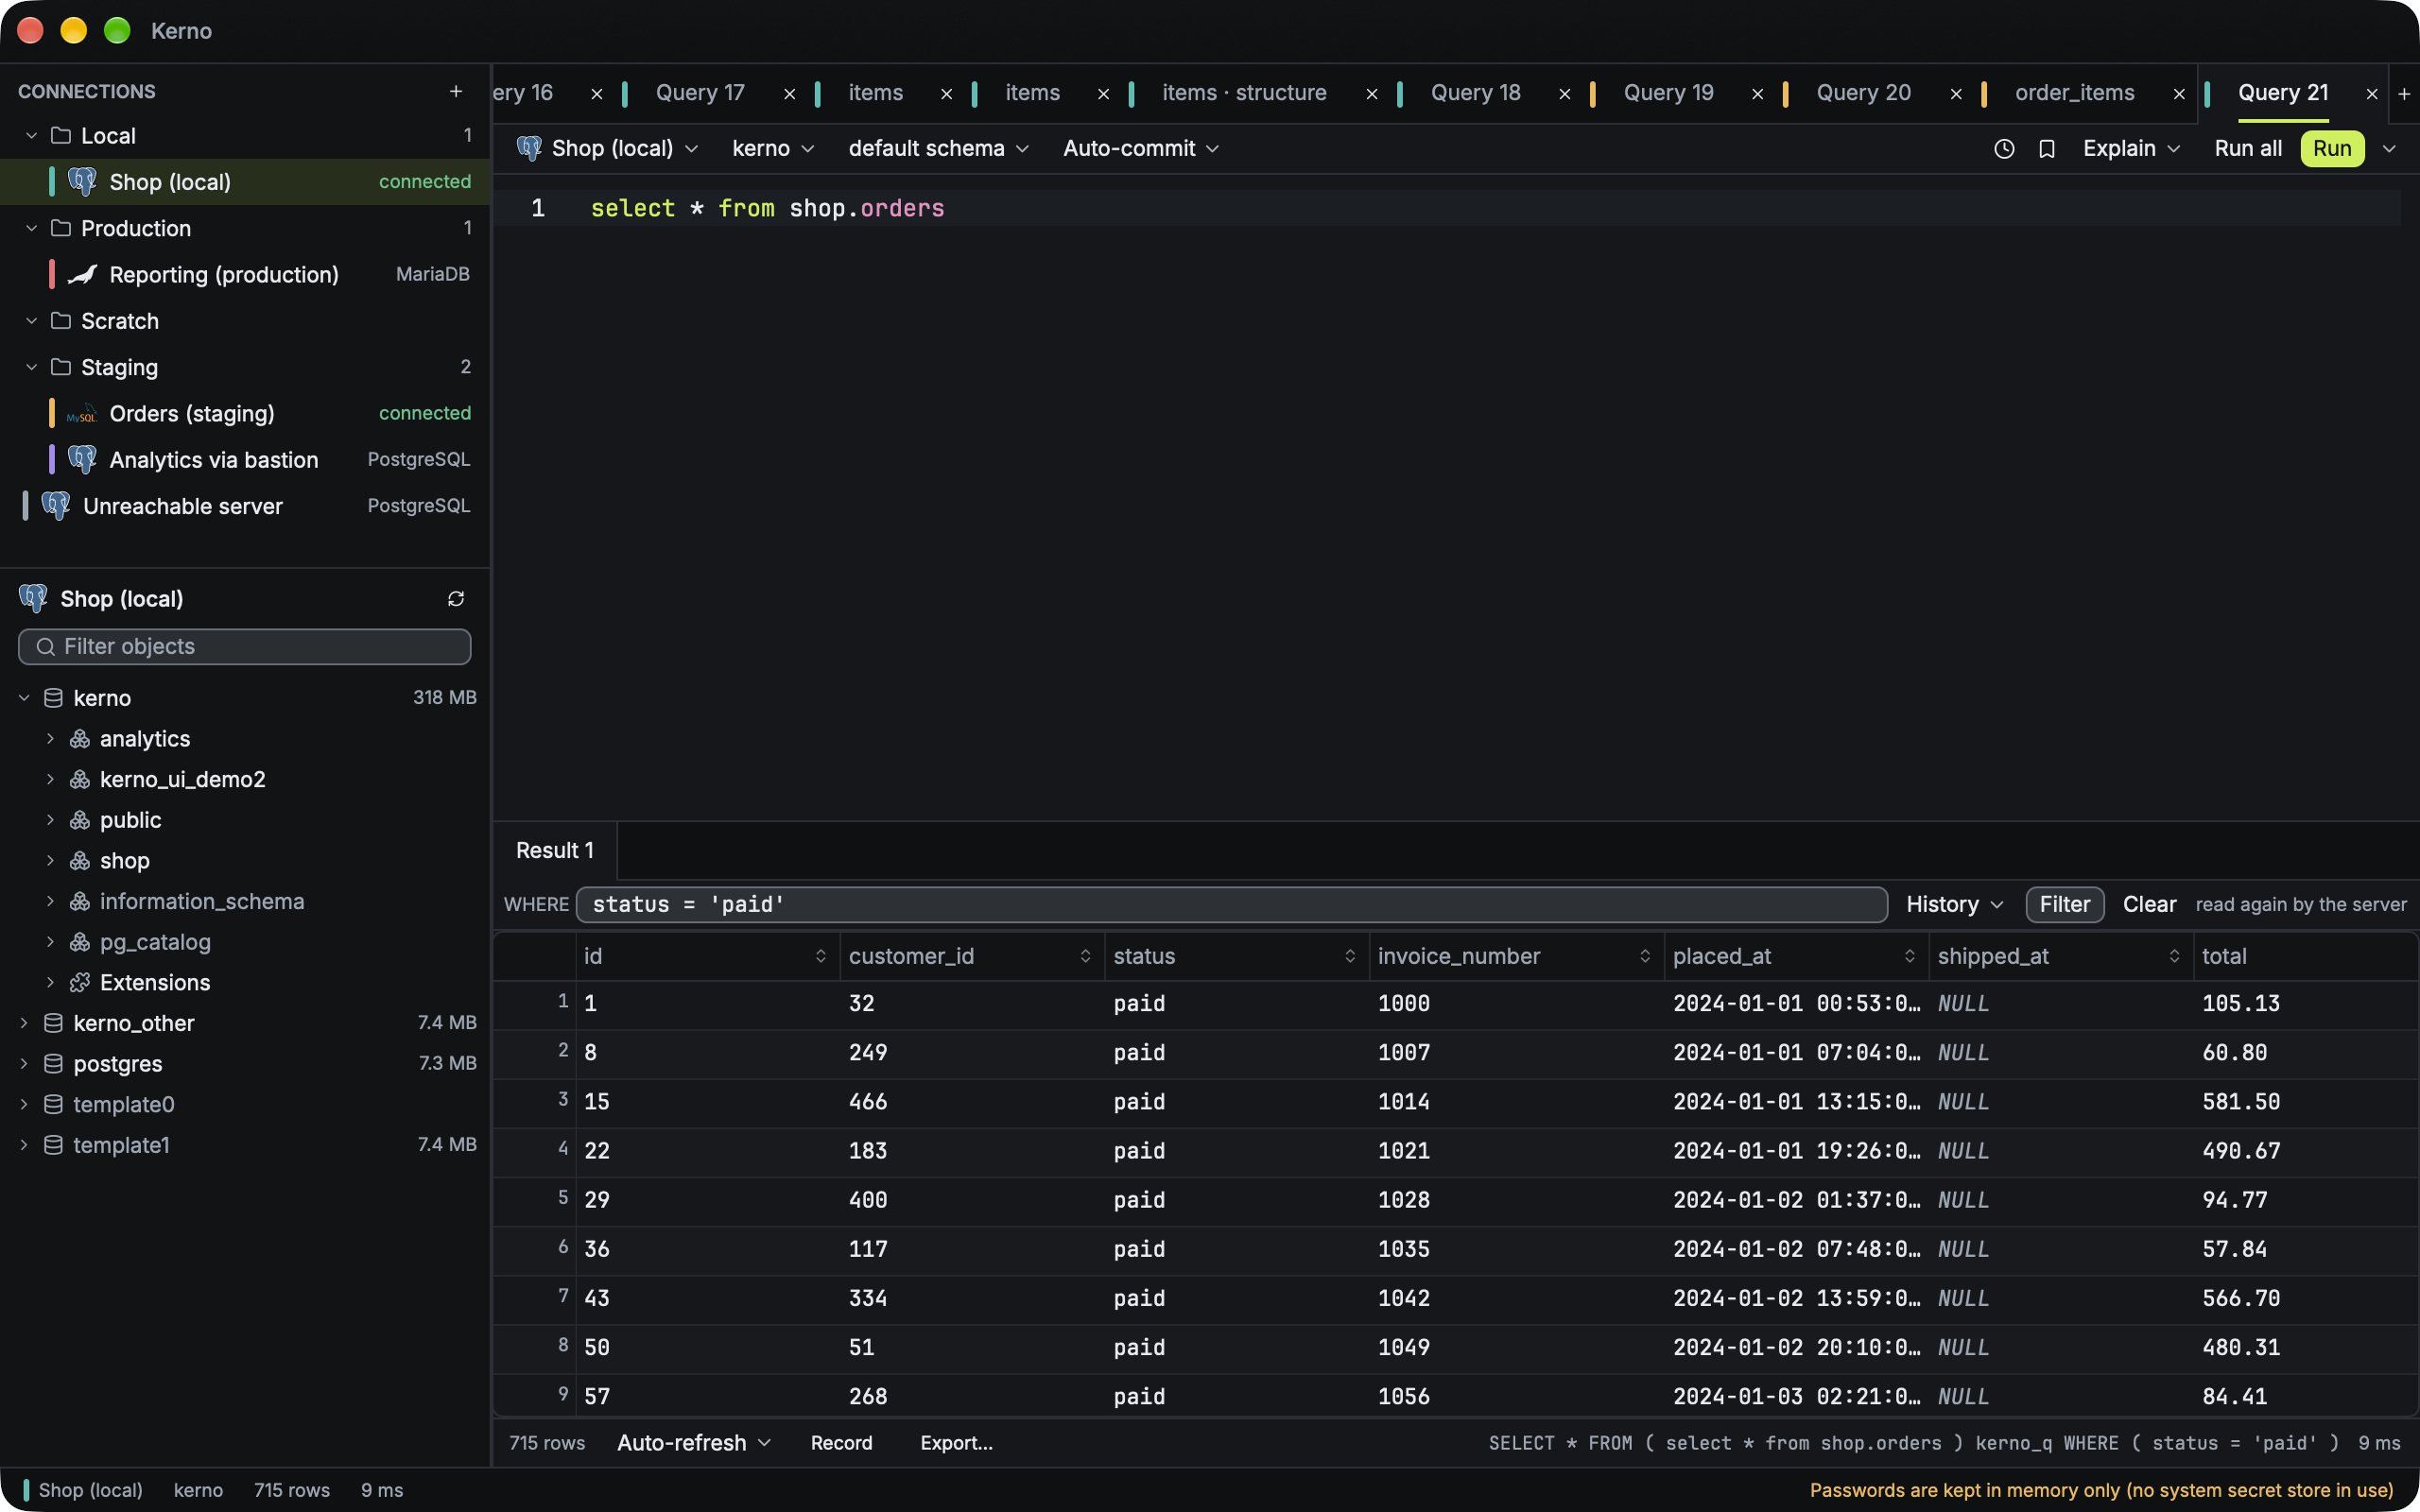 Kerno
CONNECTIONS
Local 1
Shop (local) connected
Production 1
Reporting (production) MariaDB
Scratch
Staging 2
MySQL Orders (staging) connected
Analytics via bastion PostgreSQL
Unreachable server PostgreSQL
Shop (local)
Filter objects
kerno 318 MB
analytics
kerno_ui_demo2
public
shop
information_schema
pg_catalog
Extensions
kerno_other 7.4 MB
postgres 7.3 MB
template0
template1 7.4 MB
ery 16 Query 17 items items items · structure Query 18 Query 19 Query 20 order_items Query 21
Shop (local) kerno default schema Auto-commit Explain Run all Run
1 select * from shop.orders
Result 1
WHERE status = 'paid' History Filter Clear read again by the server
id customer_id status invoice_number placed_at shipped_at total
1 1 32 paid 1000 2024-01-01 00:53:0… NULL 105.13
2 8 249 paid 1007 2024-01-01 07:04:0… NULL 60.80
3 15 466 paid 1014 2024-01-01 13:15:0… NULL 581.50
4 22 183 paid 1021 2024-01-01 19:26:0… NULL 490.67
5 29 400 paid 1028 2024-01-02 01:37:0… NULL 94.77
6 36 117 paid 1035 2024-01-02 07:48:0… NULL 57.84
7 43 334 paid 1042 2024-01-02 13:59:0… NULL 566.70
8 50 51 paid 1049 2024-01-02 20:10:0… NULL 480.31
9 57 268 paid 1056 2024-01-03 02:21:0… NULL 84.41
715 rows Auto-refresh Record Export... SELECT * FROM ( select * from shop.orders ) kerno_q WHERE ( status = 'paid' ) 9 ms
Shop (local) kerno 715 rows 9 ms Passwords are kept in memory only (no system secret store in use)